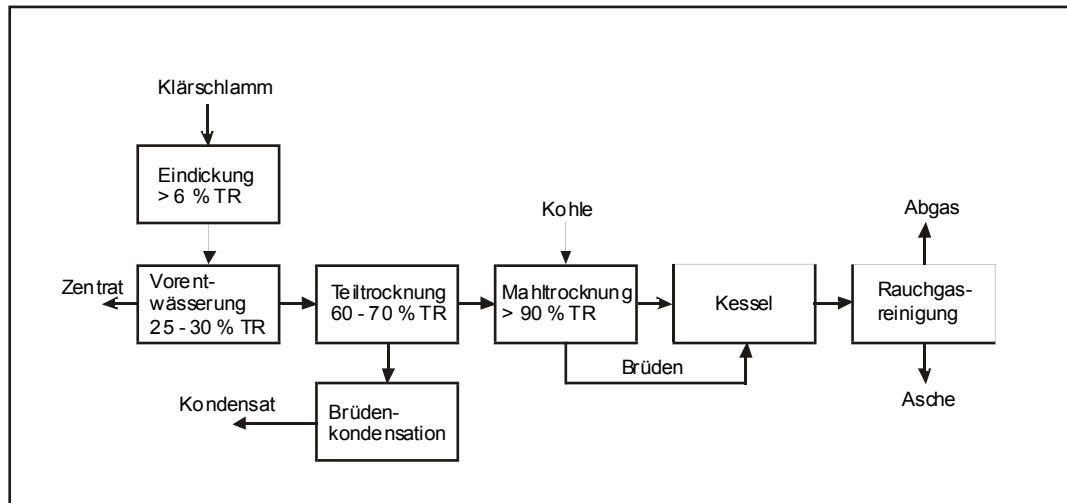 Klärschlamm
Eindickung
> 6 % TR
Kohle
Abgas
Zentrat
Vorent-
wässerung
25 - 30 % TR
Teiltrocknung
60 - 70 % TR
Mahltrocknung
> 90 % TR
Kessel
Rauchgas-
reinigung
Brüden
Kondensat
Brüden-
kondensation
Asche